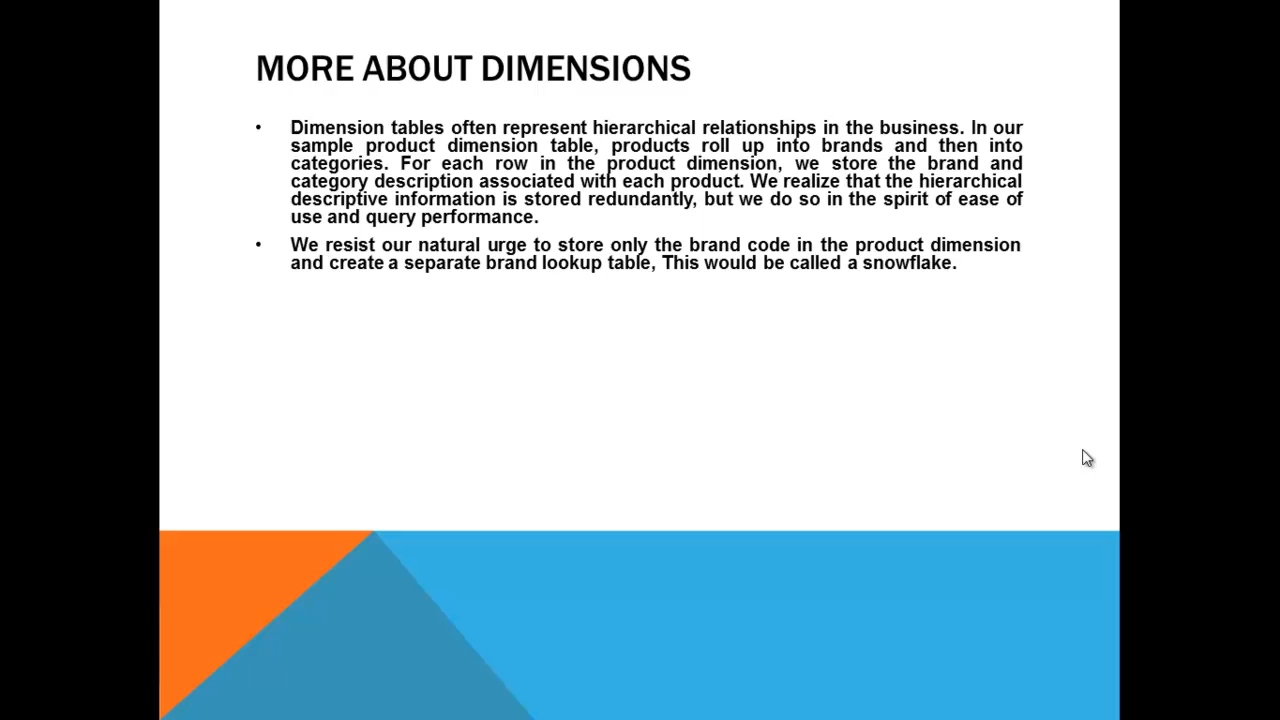 MORE ABOUT DIMENSIONS
• Dimension tables often represent hierarchical relationships in the business. In our
sample product dimension table, products roll up into brands and then into
categories. For each row in the product dimension, we store the brand and
category description associated with each product. We realize that the hierarchical
descriptive information is stored redundantly, but we do so in the spirit of ease of
use and query performance.
• We resist our natural urge to store only the brand code in the product dimension
and create a separate brand lookup table, This would be called a snowflake.